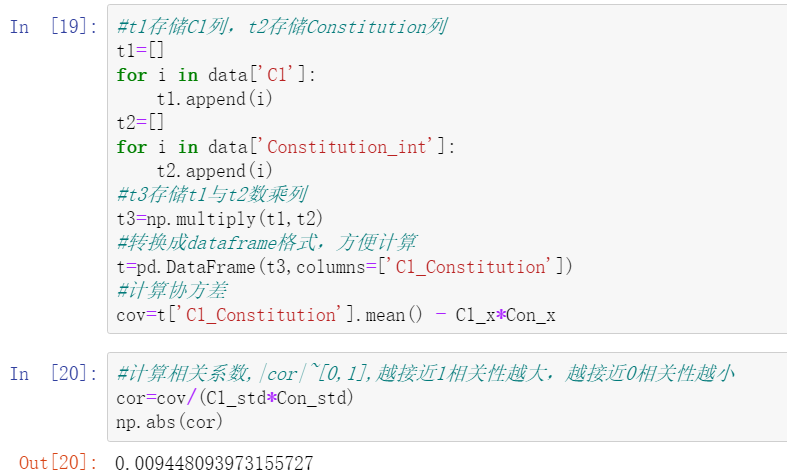 In [19]: #t1存储C1列，t2存储Constitution列
t1=[]
for i in data['C1']:
    t1.append(i)
t2=[]
for i in data['Constitution_int']:
    t2.append(i)
#t3存储t1与t2数乘列
t3=np.multiply(t1,t2)
#转换成dataframe格式，方便计算
t=pd.DataFrame(t3,columns=['C1_Constitution'])
#计算协方差
cov=t['C1_Constitution'].mean() - C1_x*Con_x
In [20]: #计算相关系数,|cor|~[0,1],越接近1相关性越大，越接近0相关性越小
cor=cov/(C1_std*Con_std)
np.abs(cor)
Out[20]: 0.009448093973155727